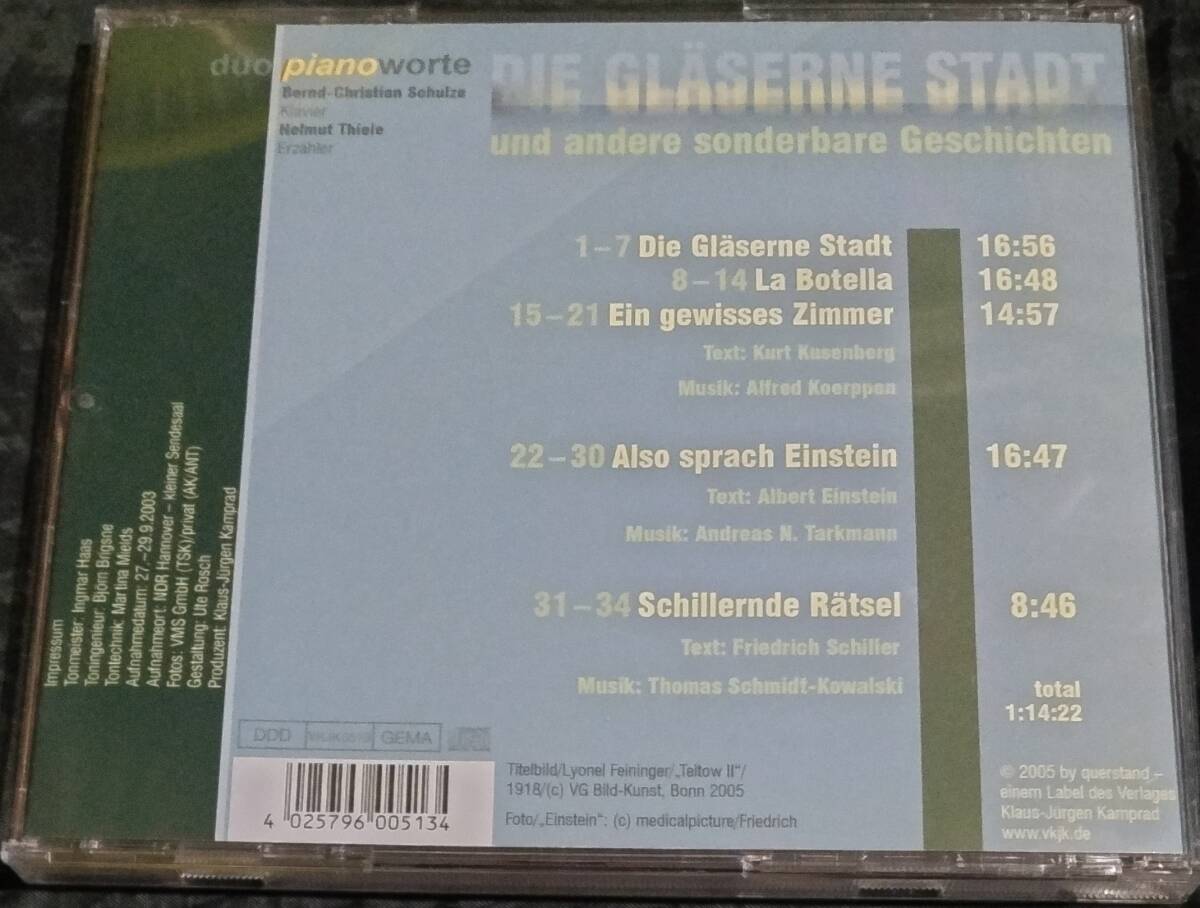 duo pianoworte
Bernd-Christian Schulze
Klavier
Helmut Thiele
Erzähler
DIE GLÄSERNE STADT
und andere sonderbare Geschichten
1–7 Die Gläserne Stadt 16:56
8–14 La Botella 16:48
15–21 Ein gewisses Zimmer 14:57
Text: Kurt Kusenberg
Musik: Alfred Koerppen
22–30 Also sprach Einstein 16:47
Text: Albert Einstein
Musik: Andreas N. Tarkmann
31–34 Schillernde Rätsel 8:46
Text: Friedrich Schiller
Musik: Thomas Schmidt-Kowalski
total
1:14:22
Impressum
Tonmeister: Ingmar Haas
Toningenieur: Björn Brigsne
Tontechnik: Martina Mields
Aufnahmedatum: 27.–29.9.2003
Aufnahmeort: NDR Hannover – kleiner Sendesaal
Fotos: VMS GmbH (TSK)/privat (AK/ANT)
Gestaltung: Ute Rosch
Produzent: Klaus-Jürgen Kamprad
DDD GEMA
4 025796 005134
Titelbild/Lyonel Feininger/„Teltow II“/
1918/(c) VG Bild-Kunst, Bonn 2005
Foto/„Einstein“: (c) medicalpicture/Friedrich
© 2005 by querstand –
einem Label des Verlages
Klaus-Jürgen Kamprad
www.vkjk.de